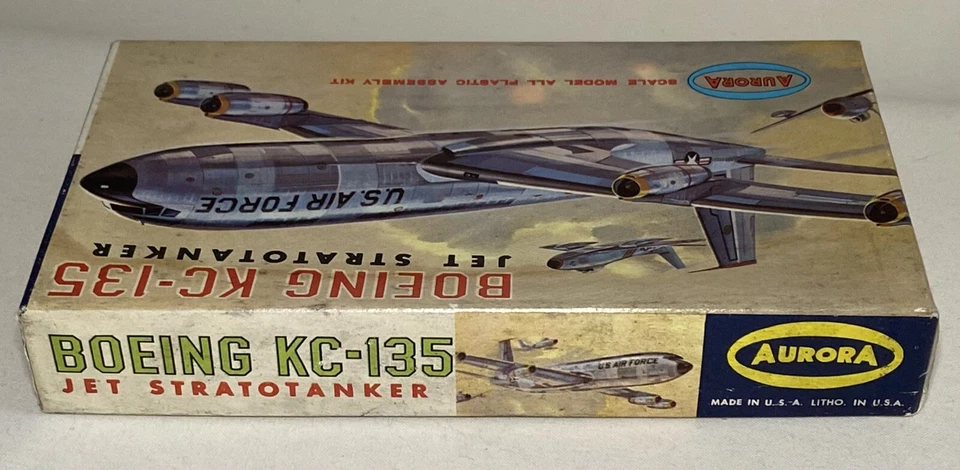 AURORA
SCALE MODEL ALL PLASTIC ASSEMBLY KIT
U.S. AIR FORCE
JET STRATOTANKER
BOEING KC-135
BOEING KC-135
JET STRATOTANKER
U.S. AIR FORCE
AURORA
MADE IN U.S.A. LITHO. IN U.S.A.